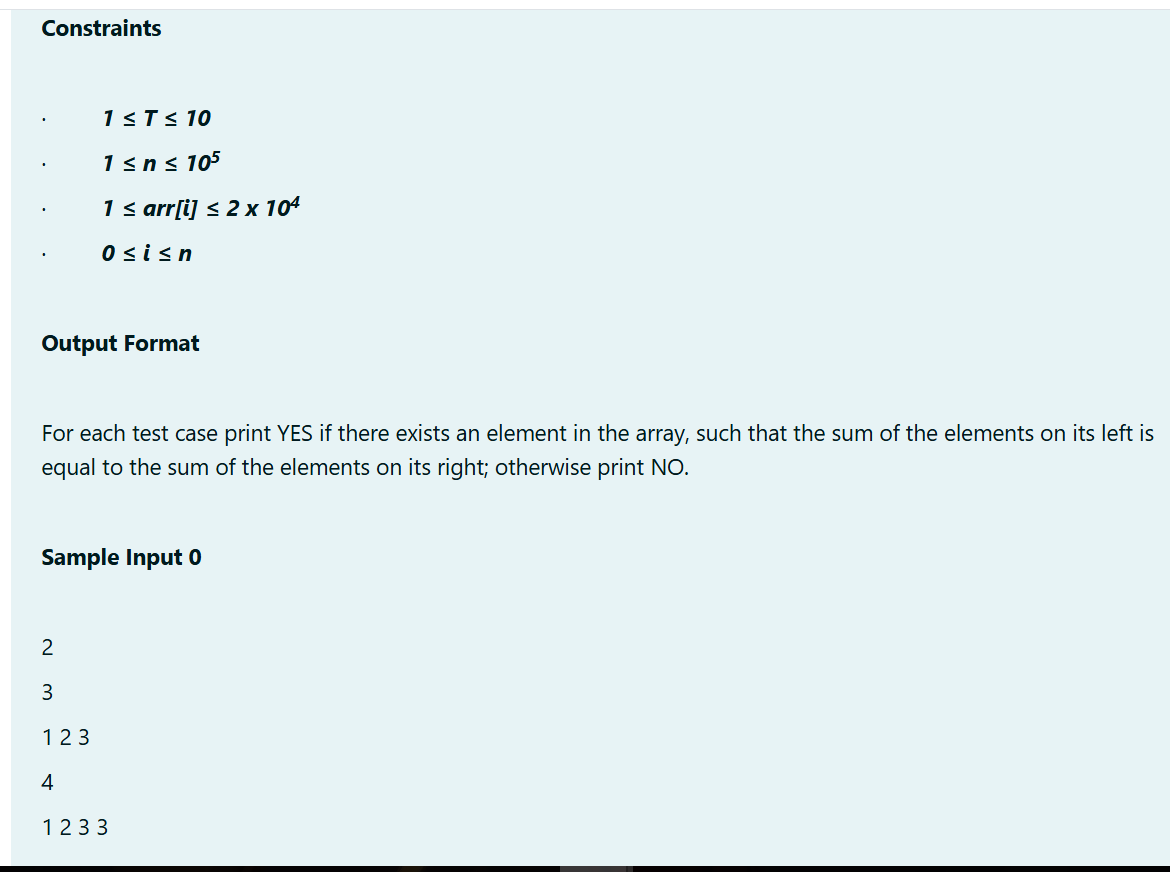 Constraints
· 1 ≤ T ≤ 10
· 1 ≤ n ≤ 10⁵
· 1 ≤ arr[i] ≤ 2 x 10⁴
· 0 ≤ i ≤ n
Output Format
For each test case print YES if there exists an element in the array, such that the sum of the elements on its left is
equal to the sum of the elements on its right; otherwise print NO.
Sample Input 0
2
3
1 2 3
4
1 2 3 3